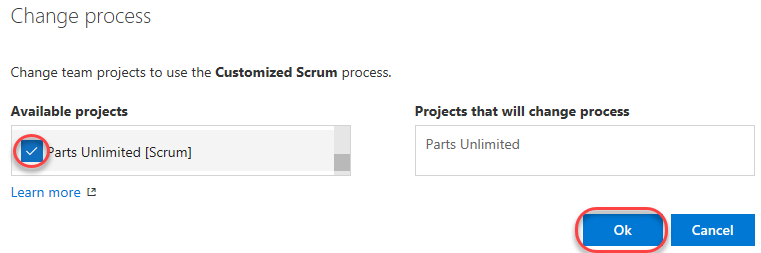 Change process
Change team projects to use the Customized Scrum process.
Available projects
Projects that will change process
Parts Unlimited [Scrum]
Parts Unlimited
Learn more
Ok
Cancel